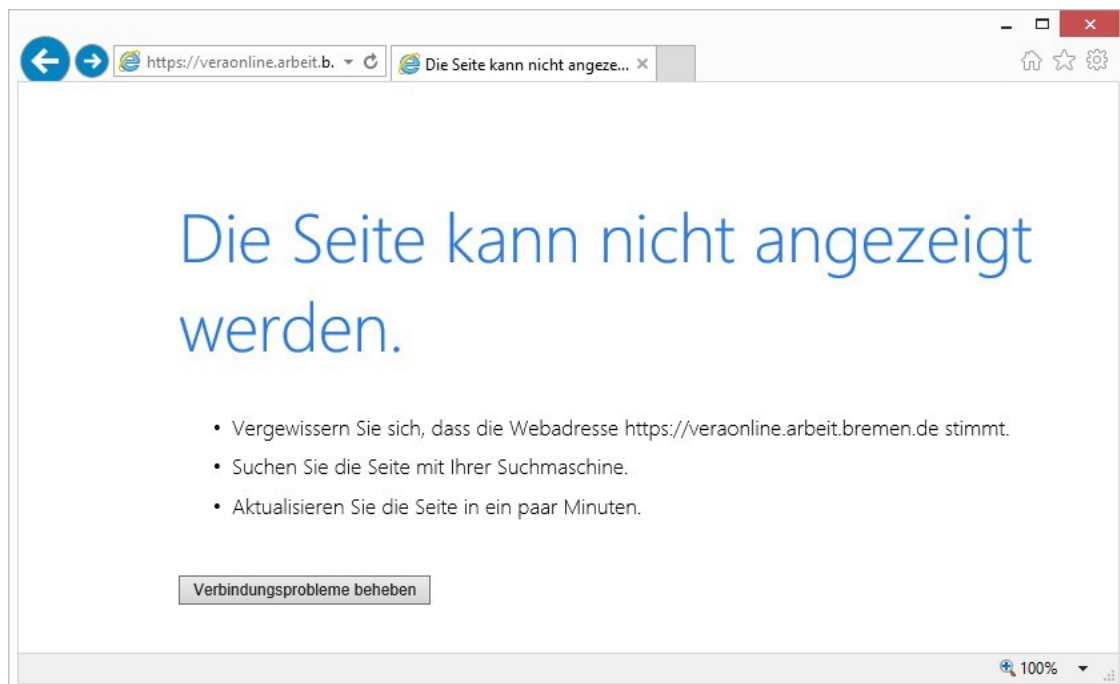 https://veraonline.arbeit.b.
Die Seite kann nicht angeze...
Die Seite kann nicht angezeigt
werden.
• Vergewissern Sie sich, dass die Webadresse https://veraonline.arbeit.bremen.de stimmt.
• Suchen Sie die Seite mit Ihrer Suchmaschine.
• Aktualisieren Sie die Seite in ein paar Minuten.
Verbindungsprobleme beheben
100%